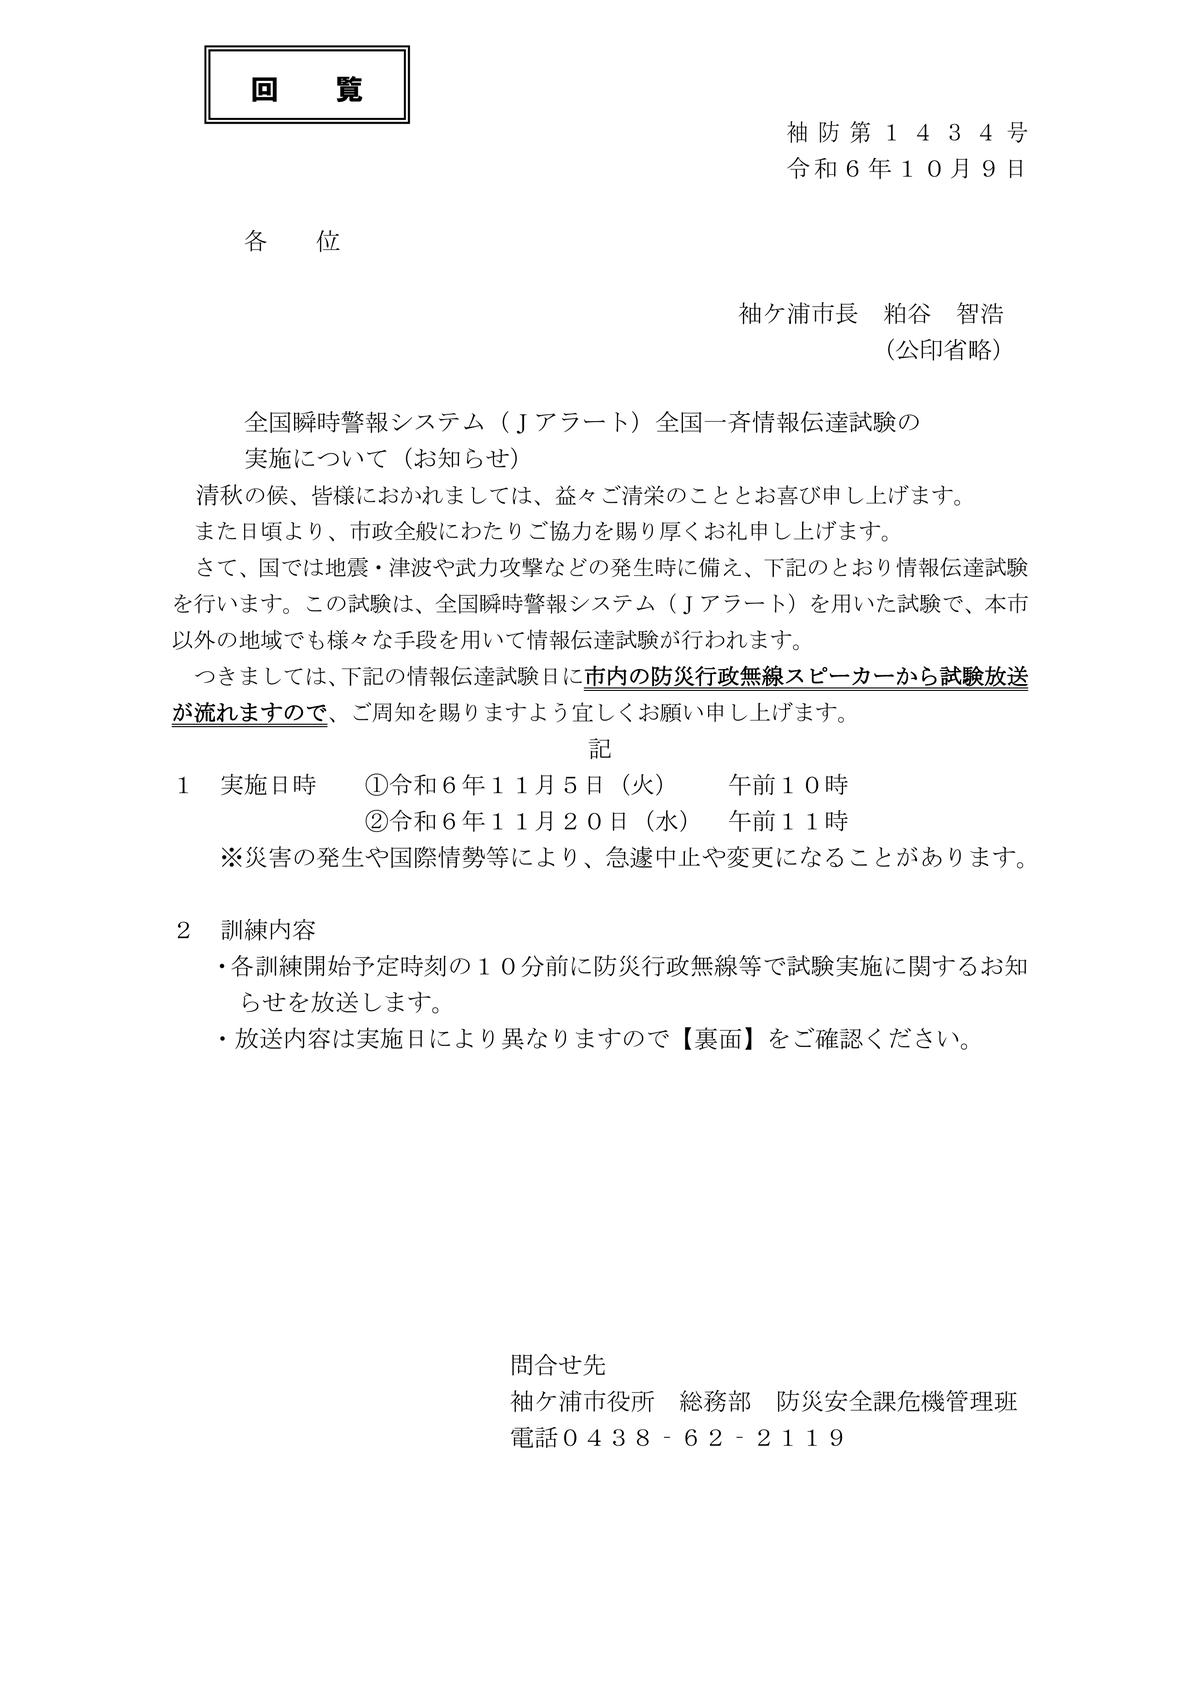 回　　覧
袖防第１４３４号
令和６年１０月９日
各　　位
袖ケ浦市長　粕谷　智浩
（公印省略）
全国瞬時警報システム（Ｊアラート）全国一斉情報伝達試験の
実施について（お知らせ）
清秋の候、皆様におかれましては、益々ご清栄のこととお喜び申し上げます。
また日頃より、市政全般にわたりご協力を賜り厚くお礼申し上げます。
さて、国では地震・津波や武力攻撃などの発生時に備え、下記のとおり情報伝達試験
を行います。この試験は、全国瞬時警報システム（Ｊアラート）を用いた試験で、本市
以外の地域でも様々な手段を用いて情報伝達試験が行われます。
つきましては、下記の情報伝達試験日に市内の防災行政無線スピーカーから試験放送
が流れますので、ご周知を賜りますよう宜しくお願い申し上げます。
記
１　実施日時　　①令和６年１１月５日（火）　　午前１０時
②令和６年１１月２０日（水）　午前１１時
※災害の発生や国際情勢等により、急遽中止や変更になることがあります。
２　訓練内容
・各訓練開始予定時刻の１０分前に防災行政無線等で試験実施に関するお知
らせを放送します。
・放送内容は実施日により異なりますので【裏面】をご確認ください。
問合せ先
袖ケ浦市役所　総務部　防災安全課危機管理班
電話０４３８‐６２‐２１１９